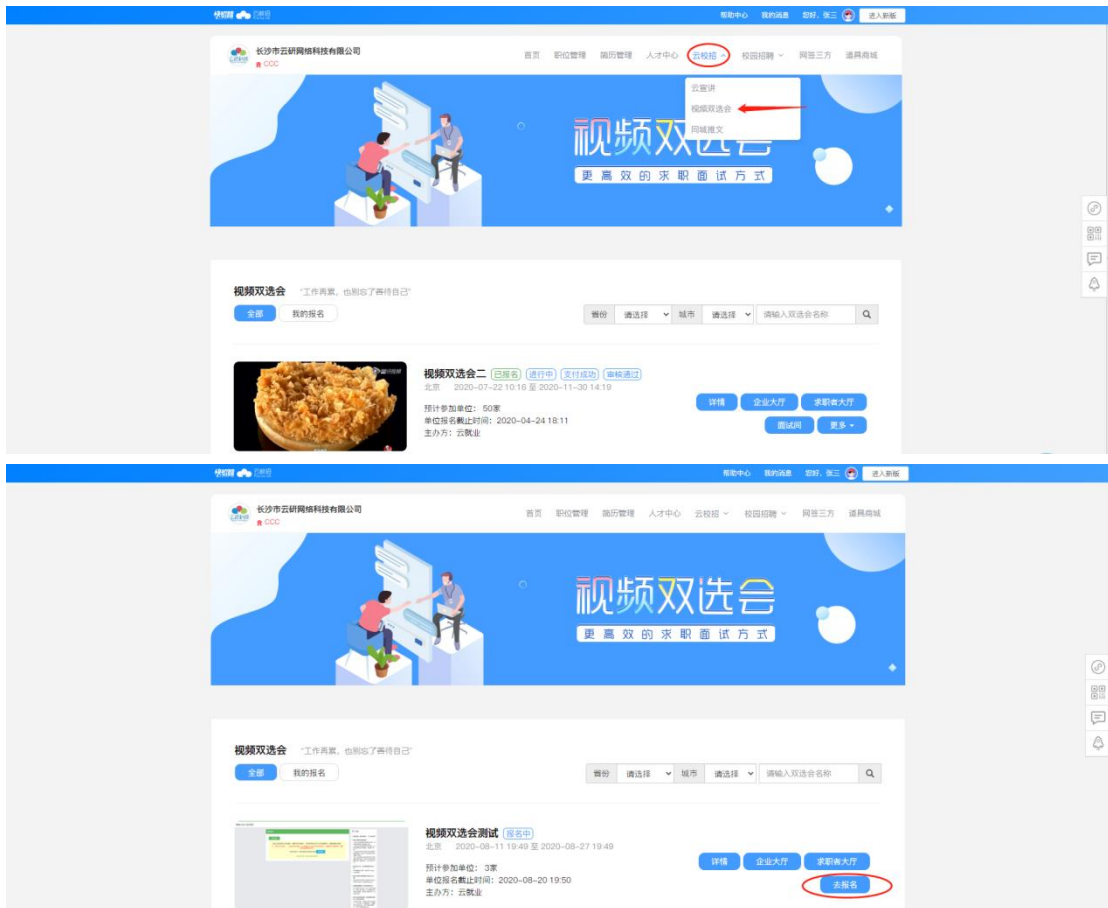 帮助中心 我的消息 您好, 张三 进入新版
长沙市云研网络科技有限公司
CCC
首页 职位管理 简历管理 人才中心 云校招 校园招聘 网签三方 道具商城
云宣讲
视频双选会
同城推文
视频双选会
更高效的求职面试方式
视频双选会 “工作再累, 也别忘了善待自己”
全部 我的报名
省份 请选择 城市 请选择 请输入双选会名称
视频双选会二 已报名 进行中 支付成功 审核通过
北京 2020-07-22 10:16 至 2020-11-30 14:19
预计参加单位: 50家
单位报名截止时间: 2020-04-24 18:11
主办方: 云就业
详情 企业大厅 求职者大厅
面试间 更多
帮助中心 我的消息 您好, 张三 进入新版
长沙市云研网络科技有限公司
CCC
首页 职位管理 简历管理 人才中心 云校招 校园招聘 网签三方 道具商城
视频双选会
更高效的求职面试方式
视频双选会 “工作再累, 也别忘了善待自己”
全部 我的报名
省份 请选择 城市 请选择 请输入双选会名称
视频双选会测试 报名中
北京 2020-08-11 19:49 至 2020-08-27 19:49
预计参加单位: 3家
单位报名截止时间: 2020-08-20 19:50
主办方: 云就业
详情 企业大厅 求职者大厅
去报名